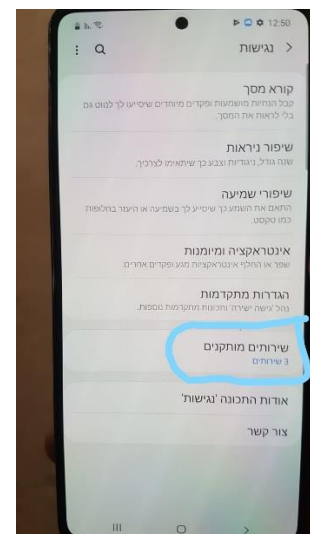 12:50
נגישות
קורא מסך
קבל הנחיות מושמעות ופקדים מיוחדים שיסייעו לך לנווט גם
בלי לראות את המסך.
שיפור ניראות
שנה גודל, ניגודיות וצבע כך שיתאימו לצרכיך.
שיפורי שמיעה
התאם את השמע כך שיסייע לך בשמיעה או היעזר בחלופות
כמו טקסט.
אינטראקציה ומיומנות
שפר או החלף אינטראקציות מגע ופקדים אחרים.
הגדרות מתקדמות
נהל 'גישה ישירה' ותכונות מתקדמות נוספות.
שירותים מותקנים
3 שירותים
אודות התכונה 'נגישות'
צור קשר